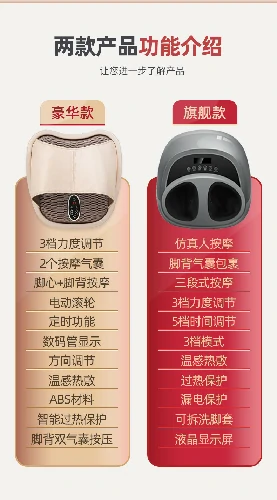 两款产品功能介绍
让您进一步了解产品
豪华款
3档力度调节
2个按摩气囊
脚心+脚背按摩
电动滚轮
定时功能
数码管显示
方向调节
温感热敷
ABS材料
智能过热保护
脚背双气囊按压
旗舰款
仿真人按摩
脚背气囊包裹
三段式按摩
3档力度调节
5档时间调节
3档模式
温感热敷
过热保护
漏电保护
可拆洗脚套
液晶显示屏